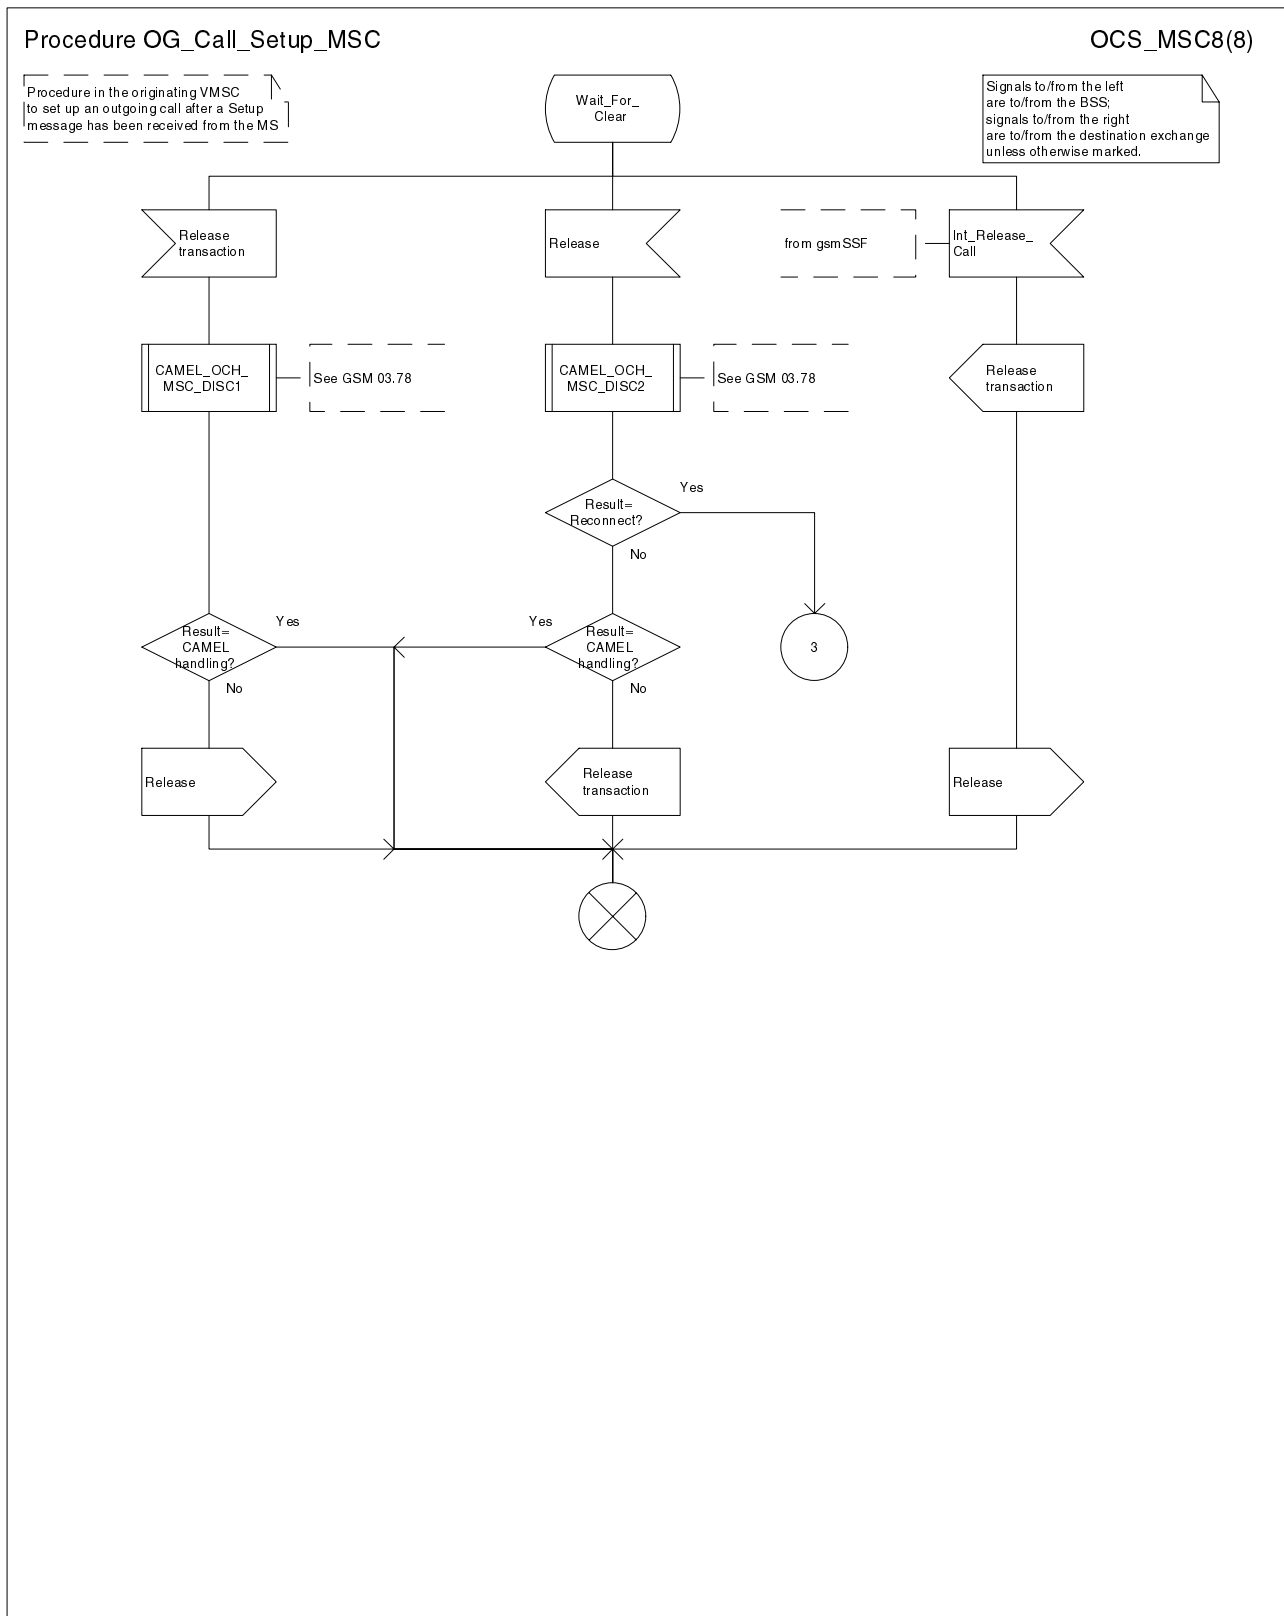 Procedure OG_Call_Setup_MSC
OCS_MSC8(8)
Procedure in the originating VMSC
to set up an outgoing call after a Setup
message has been received from the MS
Wait_For_
Clear
Signals to/from the left
are to/from the BSS;
signals to/from the right
are to/from the destination exchange
unless otherwise marked.
Release
transaction
Release
from gsmSSF
Int_Release_
Call
CAMEL_OCH_
MSC_DISC1
See GSM 03.78
CAMEL_OCH_
MSC_DISC2
See GSM 03.78
Release
transaction
Result=
Reconnect?
Yes
No
Result=
CAMEL
handling?
Yes
No
Yes
Result=
CAMEL
handling?
No
3
Release
Release
transaction
Release